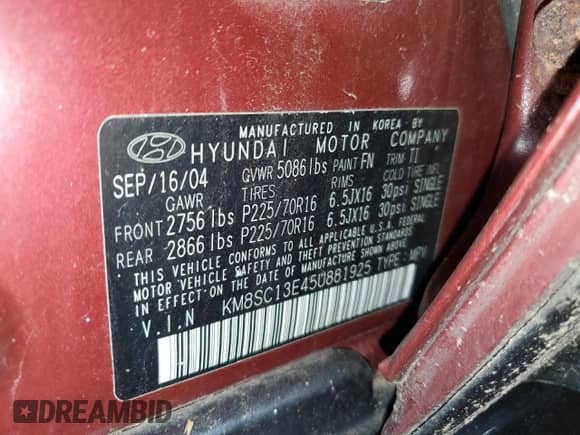 MANUFACTURED IN KOREA BY
HYUNDAI MOTOR COMPANY
SEP/16/04 GVWR 5086lbs PAINT FN TRIM TI
GAWR TIRES RIMS COLD TIRE INFL
FRONT 2756lbs P225/70R16 6.5JX16 30psi SINGLE
REAR 2866lbs P225/70R16 6.5JX16 30psi SINGLE
THIS VEHICLE CONFORMS TO ALL APPLICABLE U.S.A. FEDERAL
MOTOR VEHICLE SAFETY AND THEFT PREVENTION STANDARDS
IN EFFECT ON THE DATE OF MANUFACTURE SHOWN ABOVE.
V.I.N KM8SC13E45U881925 TYPE: MPV
DREAMBID